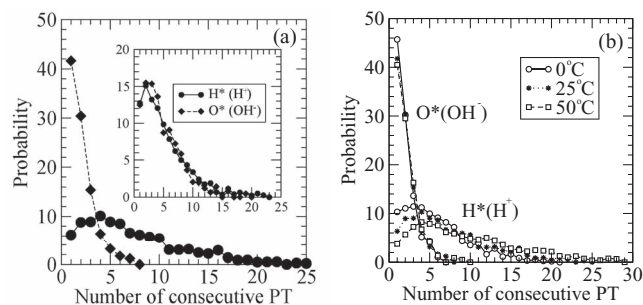 50
40
30
20
10
0
Probability
0 5 10 15 20 25
Number of consecutive PT
(a)
20
15
10
5
0
0 5 10 15 20 25
H* (H⁺)
O* (OH⁻)
50
40
30
20
10
0
Probability
0 5 10 15 20 25 30
Number of consecutive PT
(b)
0°C
25°C
50°C
O*(OH⁻)
H*(H⁺)